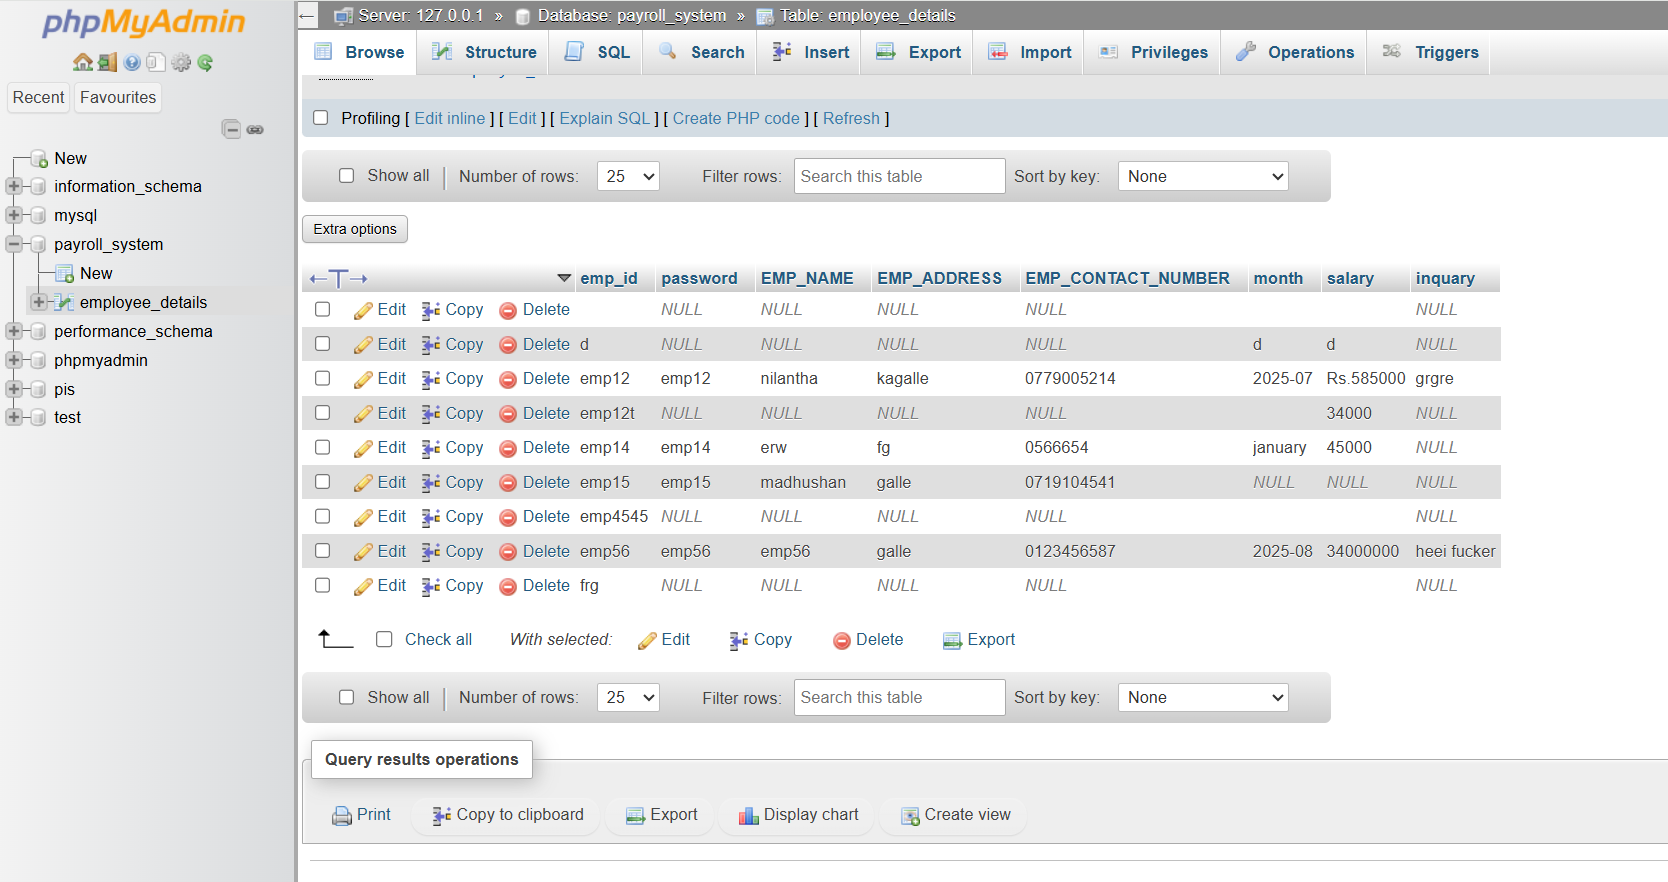 phpMyAdmin
Recent Favourites
New
information_schema
mysql
payroll_system
New
employee_details
performance_schema
phpmyadmin
pis
test
Server: 127.0.0.1 » Database: payroll_system » Table: employee_details
Browse Structure SQL Search Insert Export Import Privileges Operations Triggers
Profiling [ Edit inline ] [ Edit ] [ Explain SQL ] [ Create PHP code ] [ Refresh ]
Show all Number of rows: 25 Filter rows: Search this table Sort by key: None
Extra options
←T→ emp_id password EMP_NAME EMP_ADDRESS EMP_CONTACT_NUMBER month salary inquary
Edit Copy Delete NULL NULL NULL NULL NULL
Edit Copy Delete d NULL NULL NULL NULL d d NULL
Edit Copy Delete emp12 emp12 nilantha kagalle 0779005214 2025-07 Rs.585000 grgre
Edit Copy Delete emp12t NULL NULL NULL NULL 34000 NULL
Edit Copy Delete emp14 emp14 erw fg 0566654 january 45000 NULL
Edit Copy Delete emp15 emp15 madhushan galle 0719104541 NULL NULL NULL
Edit Copy Delete emp4545 NULL NULL NULL NULL NULL
Edit Copy Delete emp56 emp56 emp56 galle 0123456587 2025-08 34000000 heei fucker
Edit Copy Delete frg NULL NULL NULL NULL NULL
Check all With selected: Edit Copy Delete Export
Show all Number of rows: 25 Filter rows: Search this table Sort by key: None
Query results operations
Print Copy to clipboard Export Display chart Create view